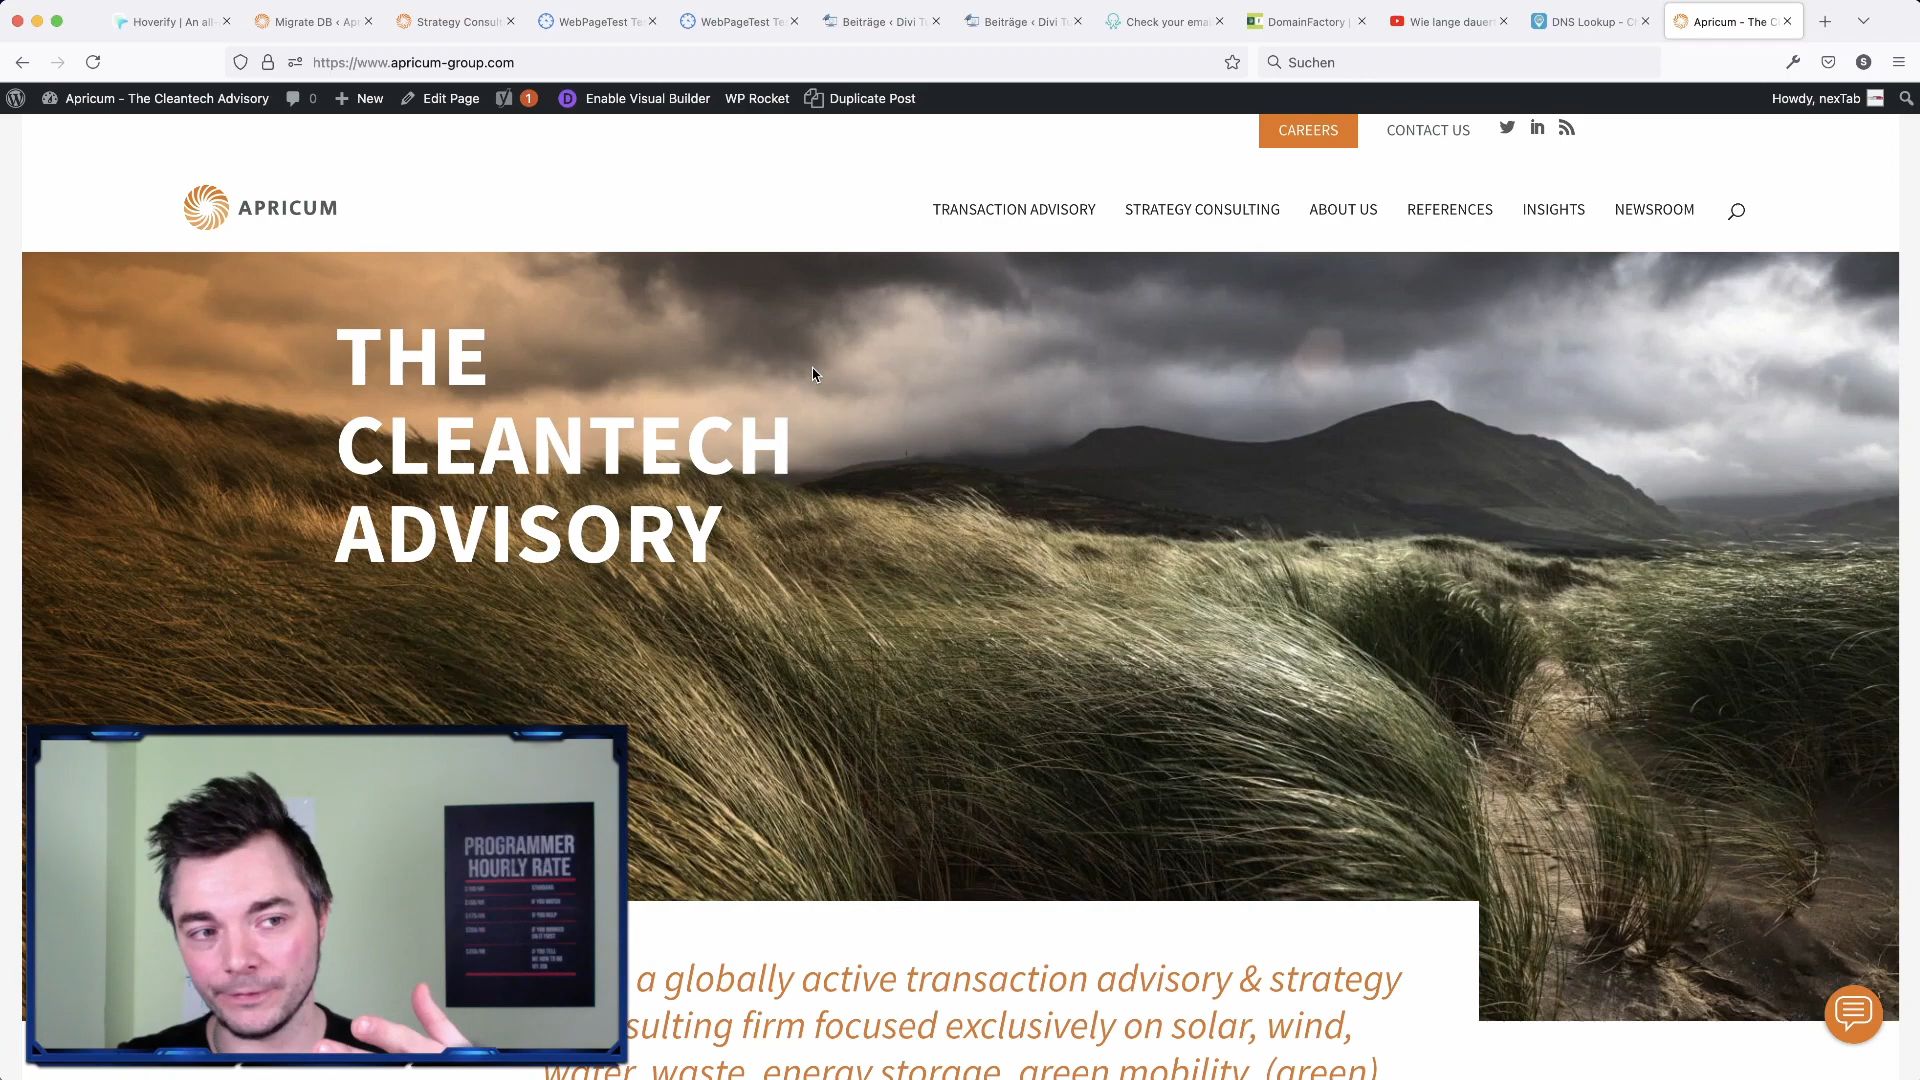 Hoverify | An all-
Migrate DB ‹ Ap
Strategy Consul
WebPageTest Te
WebPageTest Te
Beiträge ‹ Divi T
Beiträge ‹ Divi Tu
Check your ema
DomainFactory |
Wie lange dauer
DNS Lookup - C
Apricum - The C
https://www.apricum-group.com
Suchen
Apricum - The Cleantech Advisory
0
New
Edit Page
1
Enable Visual Builder
WP Rocket
Duplicate Post
Howdy, nexTab
CAREERS
CONTACT US
APRICUM
TRANSACTION ADVISORY
STRATEGY CONSULTING
ABOUT US
REFERENCES
INSIGHTS
NEWSROOM
THE
CLEANTECH
ADVISORY
PROGRAMMER
HOURLY RATE
a globally active transaction advisory & strategy
sulting firm focused exclusively on solar, wind,
water, waste, energy storage, green mobility, (green)